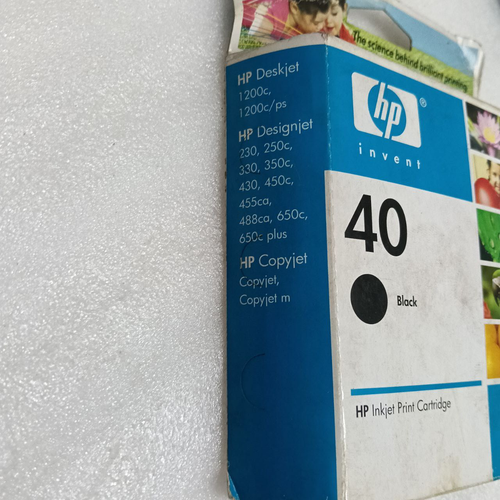 The science behind brilliant printing.
HP Deskjet
1200c,
1200c/ps
HP Designjet
230, 250c,
330, 350c,
430, 450c,
455ca,
488ca, 650c,
650c plus
HP Copyjet
Copyjet,
Copyjet m
hp®
invent
40
Black
HP Inkjet Print Cartridge